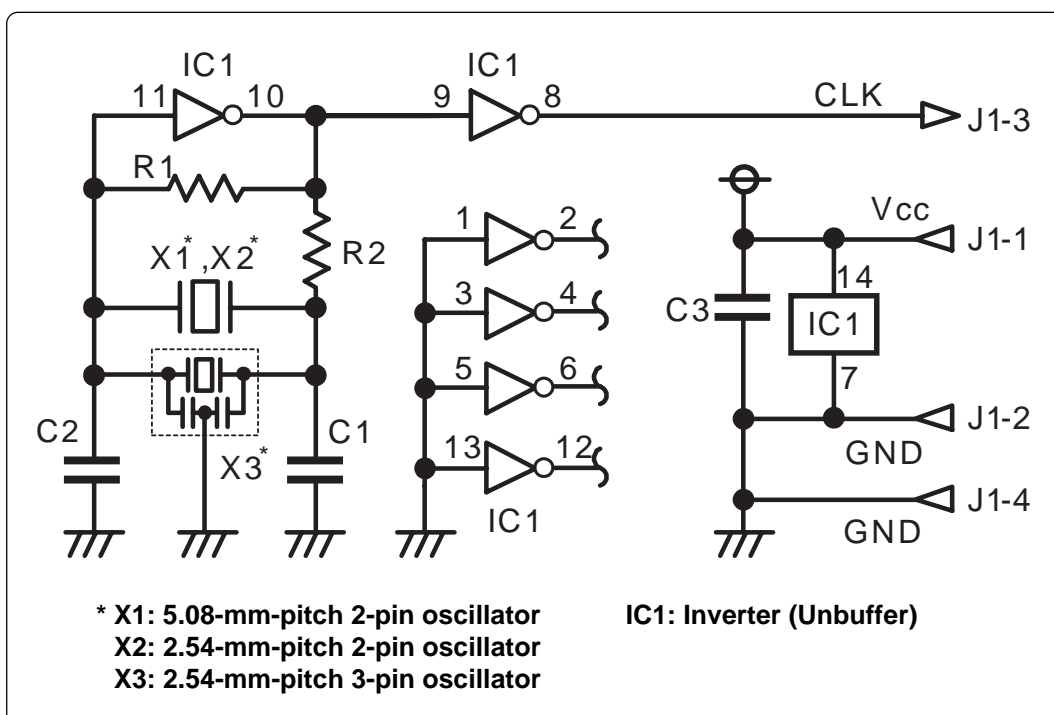 IC1 IC1
11 10 9 8 CLK J1-3
R1
X1*,X2* R2
1 2 Vcc J1-1
3 4 C3 14
IC1
5 6 7
C2 C1 J1-2
X3* 13 12 GND
IC1 J1-4
GND
* X1: 5.08-mm-pitch 2-pin oscillator IC1: Inverter (Unbuffer)
X2: 2.54-mm-pitch 2-pin oscillator
X3: 2.54-mm-pitch 3-pin oscillator